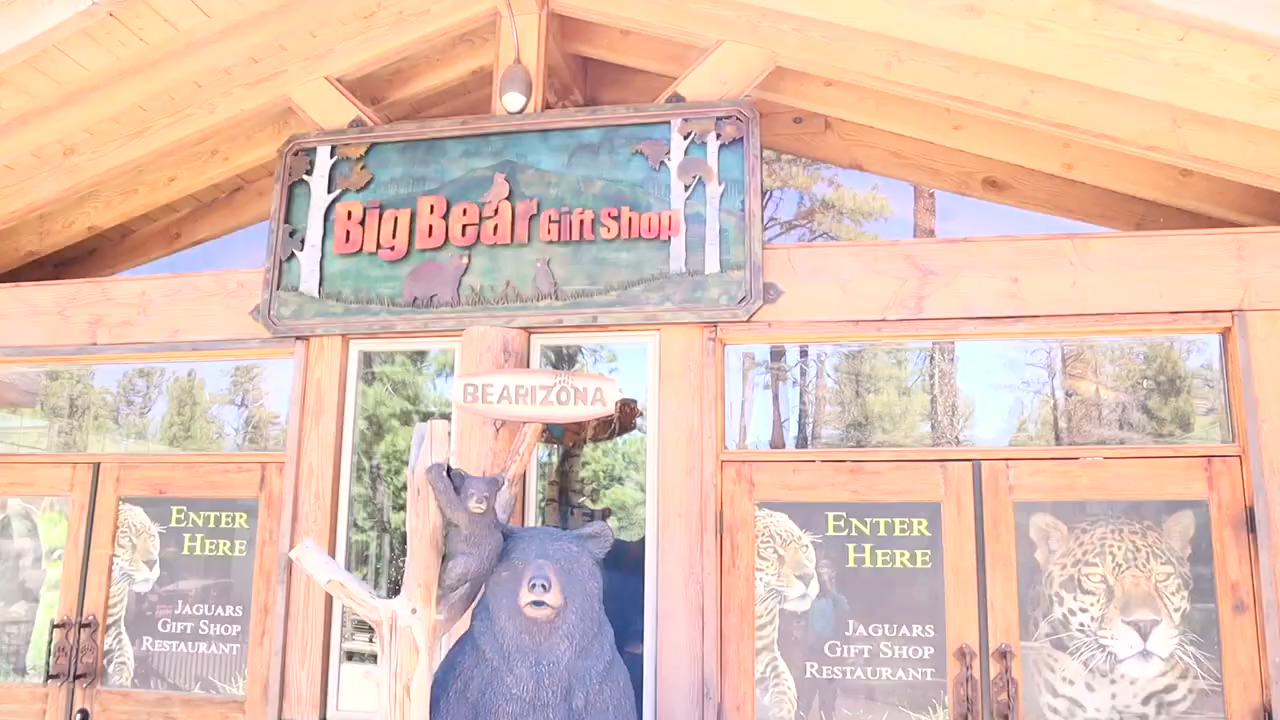 Big Bear Gift Shop
BEARIZONA
ENTER
HERE
JAGUARS
GIFT SHOP
RESTAURANT
ENTER
HERE
JAGUARS
GIFT SHOP
RESTAURANT